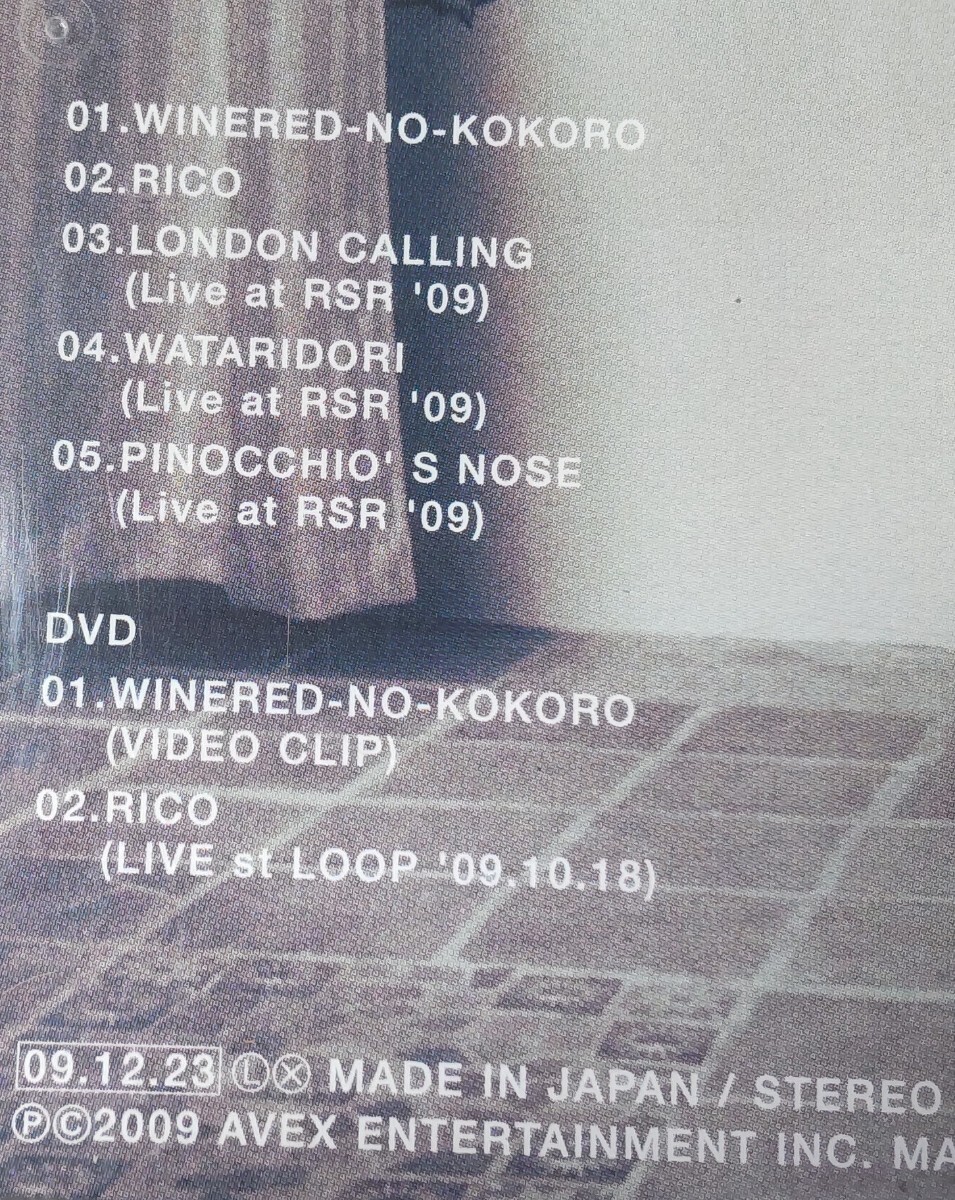 01.WINERED-NO-KOKORO
02.RICO
03.LONDON CALLING
(Live at RSR '09)
04.WATARIDORI
(Live at RSR '09)
05.PINOCCHIO' S NOSE
(Live at RSR '09)
DVD
01.WINERED-NO-KOKORO
(VIDEO CLIP)
02.RICO
(LIVE st LOOP '09.10.18)
09.12.23 Ⓛ Ⓧ MADE IN JAPAN / STEREO
Ⓟ©2009 AVEX ENTERTAINMENT INC. MA